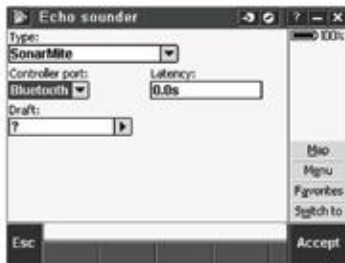 Echo sounder ? – ×
Type: 100%
SonarMite
Controller port: Latency:
Bluetooth 0.0s
Draft:
?
Map
Menu
Favorites
Switch to
Esc Accept